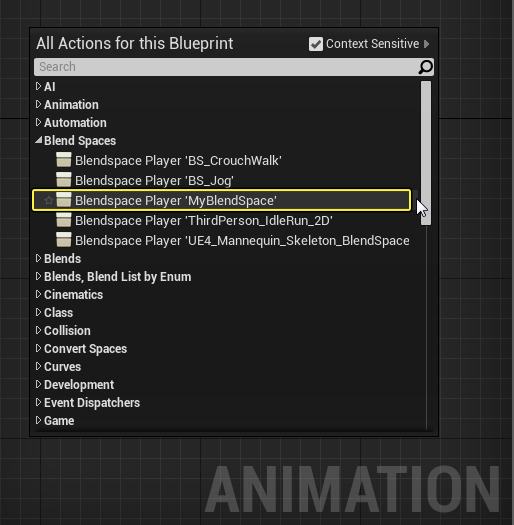 All Actions for this Blueprint
Context Sensitive
Search
AI
Animation
Automation
Blend Spaces
Blendspace Player 'BS_CrouchWalk'
Blendspace Player 'BS_Jog'
Blendspace Player 'MyBlendSpace'
Blendspace Player 'ThirdPerson_IdleRun_2D'
Blendspace Player 'UE4_Mannequin_Skeleton_BlendSpace
Blends
Blends, Blend List by Enum
Cinematics
Class
Collision
Convert Spaces
Curves
Development
Event Dispatchers
Game
ANIMATION